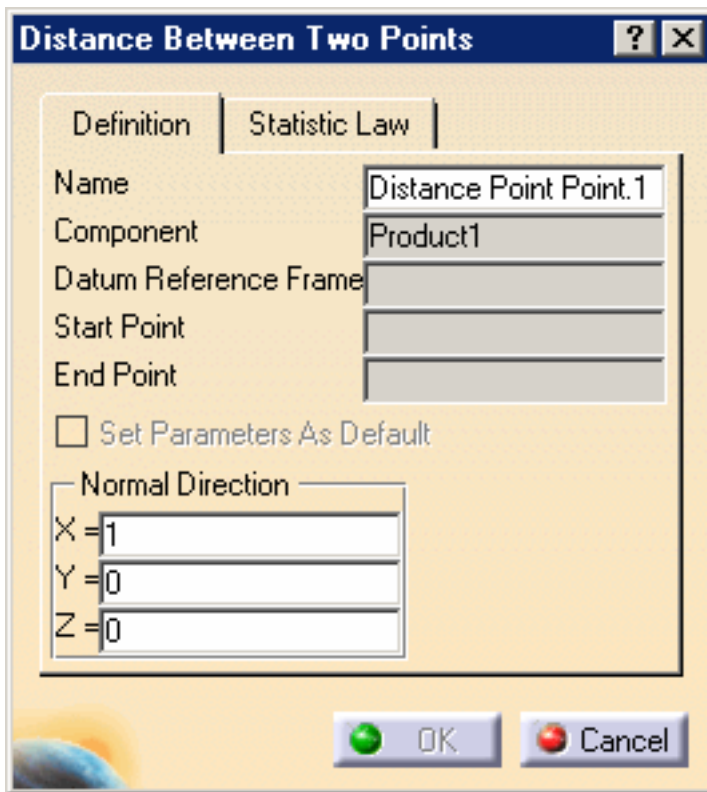 Distance Between Two Points ? X
Definition Statistic Law
Name Distance Point Point.1
Component Product1
Datum Reference Frame
Start Point
End Point
Set Parameters As Default
Normal Direction
X = 1
Y = 0
Z = 0
OK Cancel